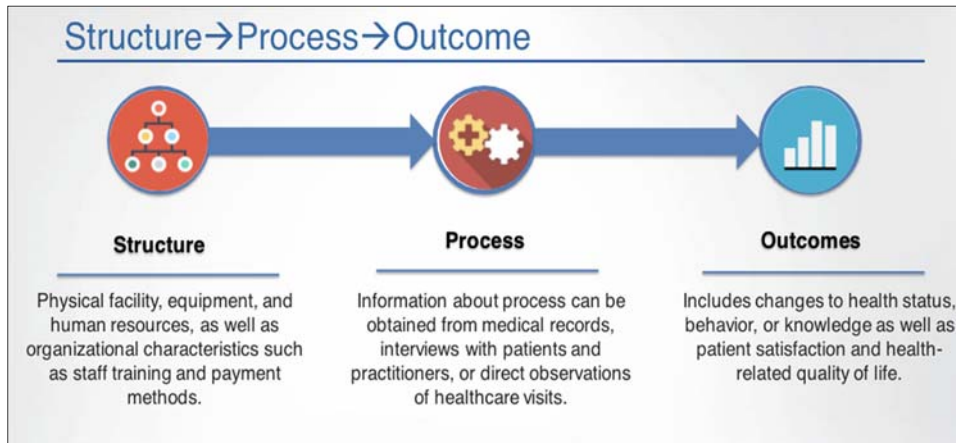 Structure→Process→Outcome
Structure
Physical facility, equipment, and
human resources, as well as
organizational characteristics such
as staff training and payment
methods.
Process
Information about process can be
obtained from medical records,
interviews with patients and
practitioners, or direct observations
of healthcare visits.
Outcomes
Includes changes to health status,
behavior, or knowledge as well as
patient satisfaction and health-
related quality of life.